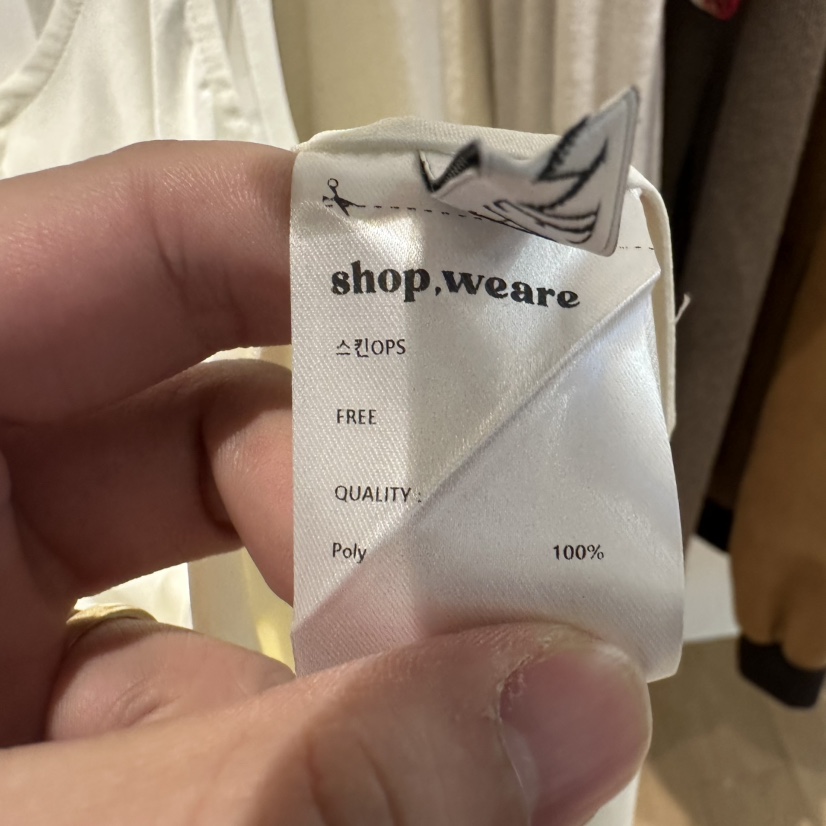 shop,weare
스킨OPS
FREE
QUALITY :
Poly 100%